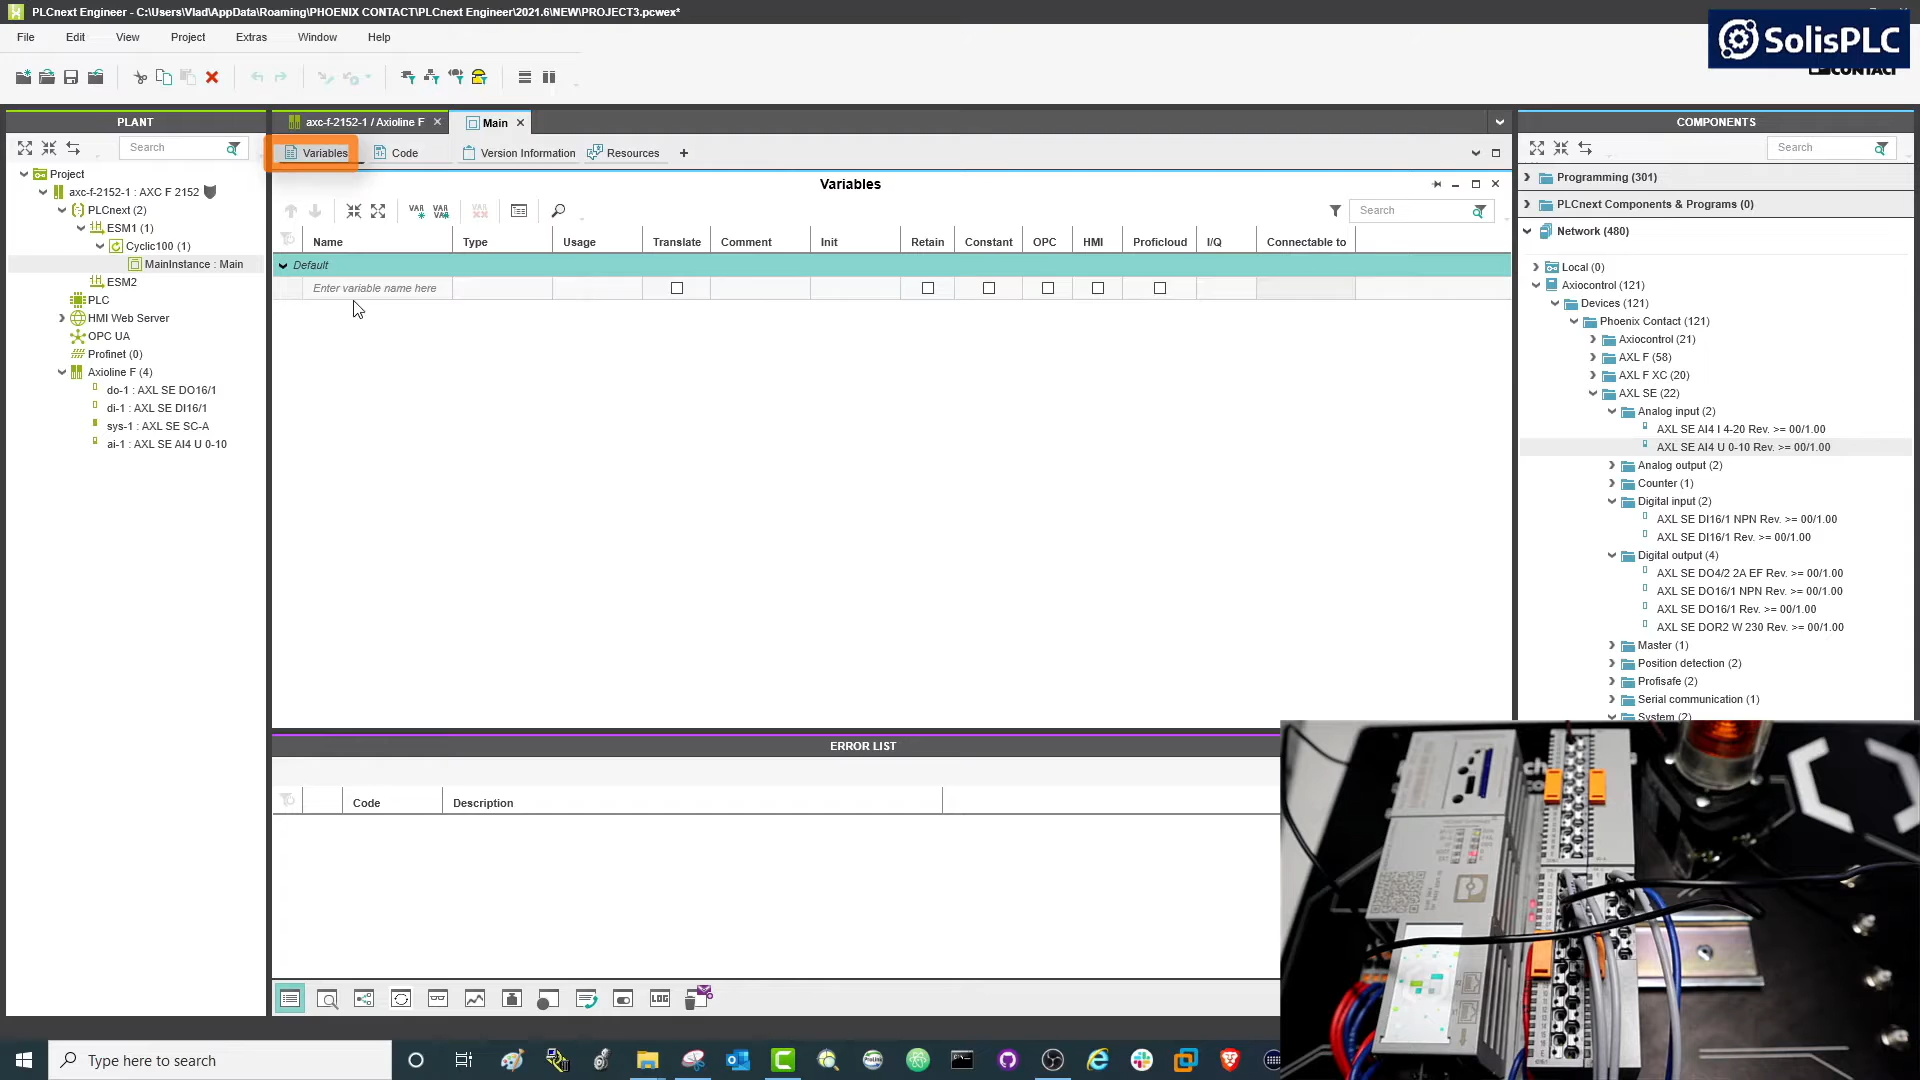 PLCnext Engineer - C:\Users\Vlad\AppData\Roaming\PHOENIX CONTACT\PLCnext Engineer\2021.6\NEW\PROJECT3.pcwex*
SolisPLC
CONTACT
File Edit View Project Extras Window Help
PLANT
Search
Project
axc-f-2152-1 : AXC F 2152
PLCnext (2)
ESM1 (1)
Cyclic100 (1)
MainInstance : Main
ESM2
PLC
HMI Web Server
OPC UA
Profinet (0)
Axioline F (4)
do-1 : AXL SE DO16/1
di-1 : AXL SE DI16/1
sys-1 : AXL SE SC-A
ai-1 : AXL SE AI4 U 0-10
axc-f-2152-1 / Axioline F Main
Variables Code Version Information Resources
Variables
VAR VAR VAR
Search
Name Type Usage Translate Comment Init Retain Constant OPC HMI Proficloud I/Q Connectable to
Default
Enter variable name here
ERROR LIST
Code Description
LOG
COMPONENTS
Search
Programming (301)
PLCnext Components & Programs (0)
Network (480)
Local (0)
Axiocontrol (121)
Devices (121)
Phoenix Contact (121)
Axiocontrol (21)
AXL F (58)
AXL F XC (20)
AXL SE (22)
Analog input (2)
AXL SE AI4 I 4-20 Rev. >= 00/1.00
AXL SE AI4 U 0-10 Rev. >= 00/1.00
Analog output (2)
Counter (1)
Digital input (2)
AXL SE DI16/1 NPN Rev. >= 00/1.00
AXL SE DI16/1 Rev. >= 00/1.00
Digital output (4)
AXL SE DO4/2 2A EF Rev. >= 00/1.00
AXL SE DO16/1 NPN Rev. >= 00/1.00
AXL SE DO16/1 Rev. >= 00/1.00
AXL SE DOR2 W 230 Rev. >= 00/1.00
Master (1)
Position detection (2)
Profisafe (2)
Serial communication (1)
System (2)
Type here to search